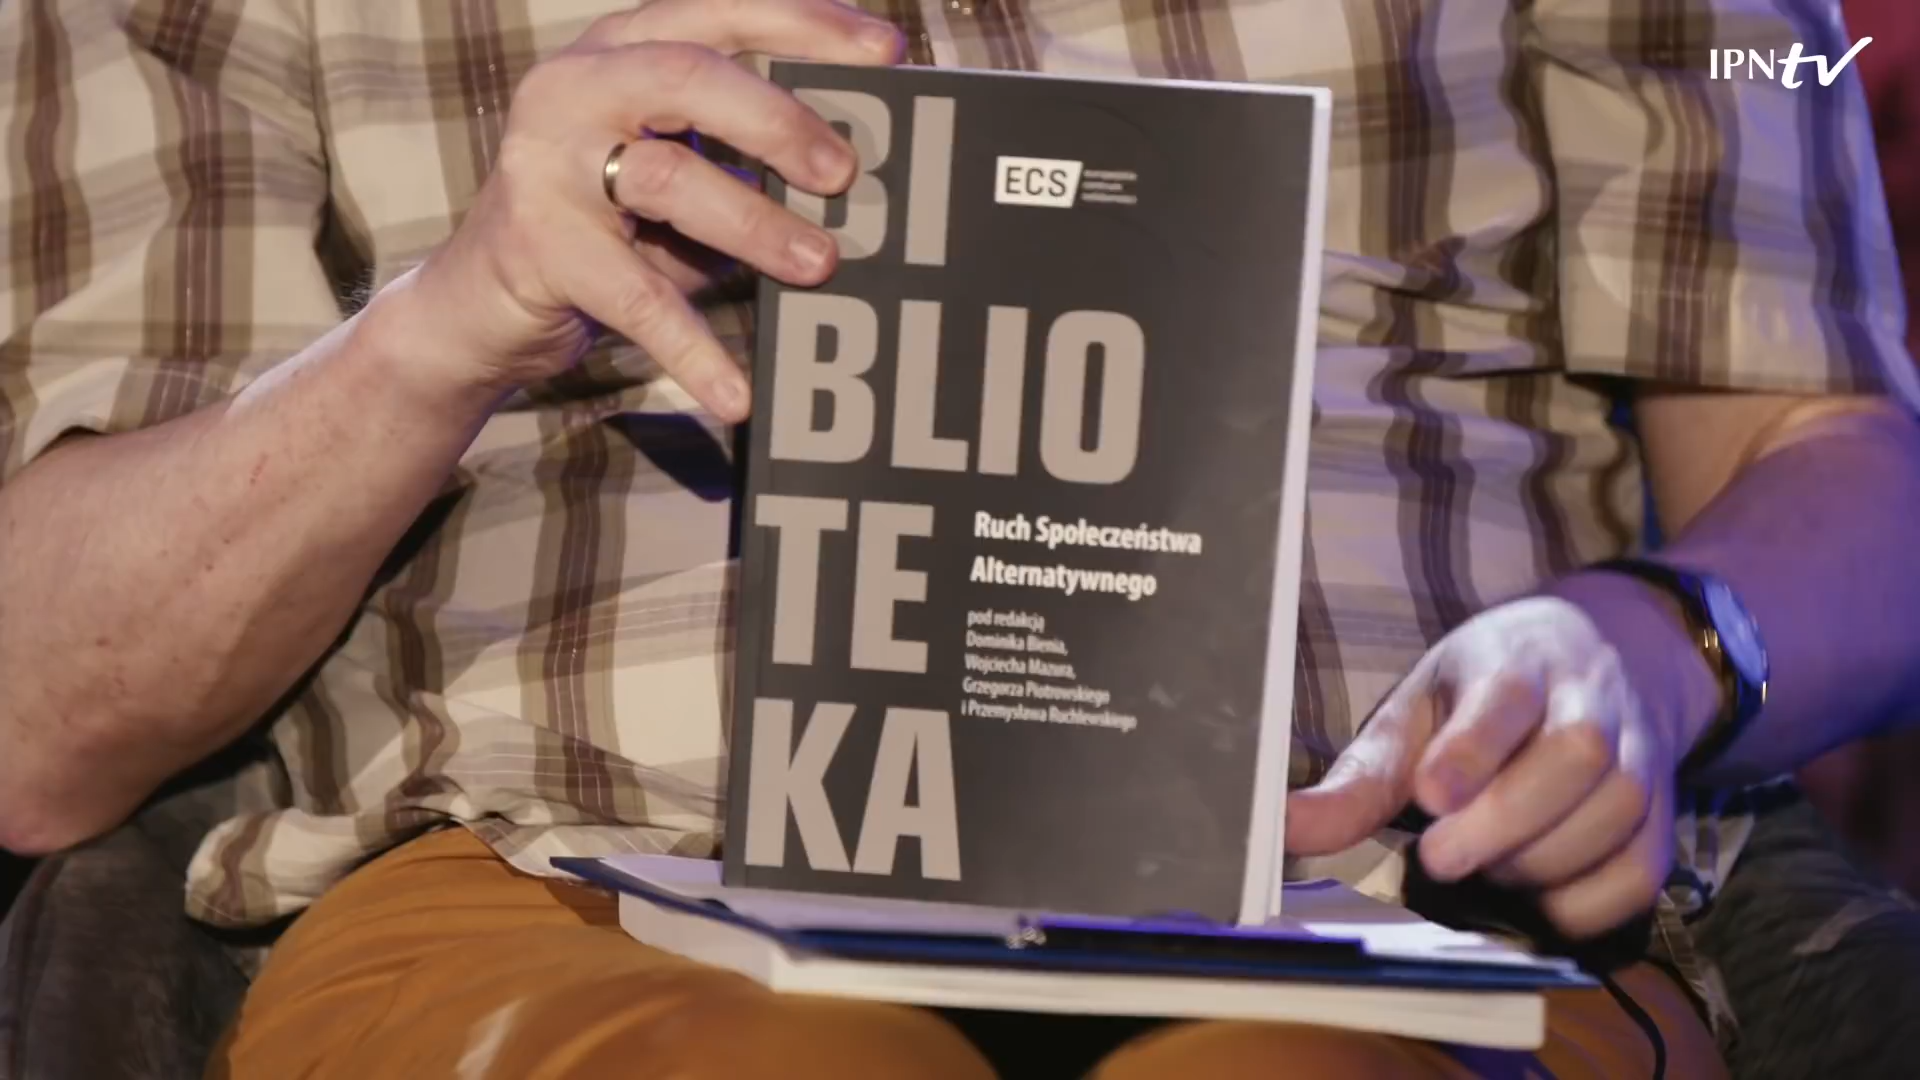 IPNtv
BI
ECS
BLIO
TE
Ruch Społeczeństwa
Alternatywnego
pod redakcją
Dominika Bienia,
Wojciecha Mazura,
Grzegorza Piotrowskiego
i Przemysława Ruchlewskiego
KA